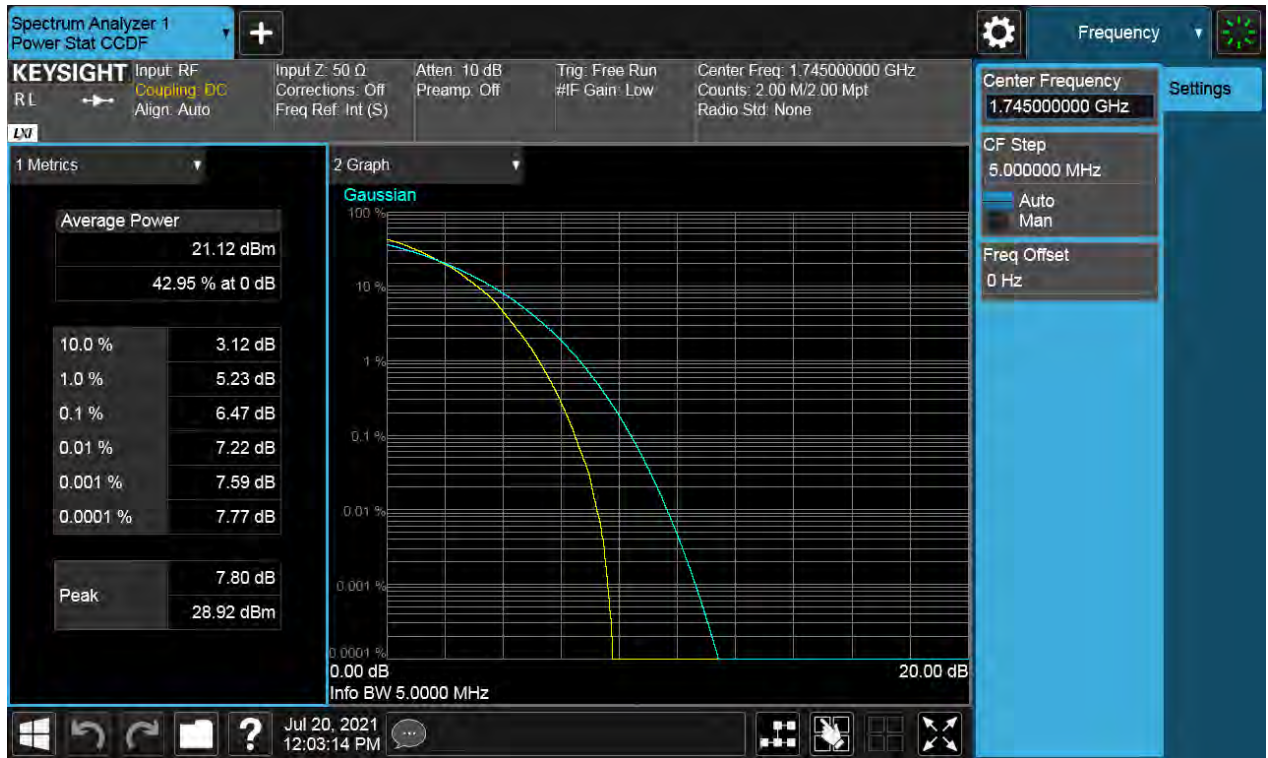 Spectrum Analyzer 1
Power Stat CCDF
+
Frequency
KEYSIGHT
RL
LXI
Input: RF
Coupling: DC
Align: Auto
Input Z: 50 Ω
Corrections: Off
Freq Ref: Int (S)
Atten: 10 dB
Preamp: Off
Trig: Free Run
#IF Gain: Low
Center Freq: 1.745000000 GHz
Counts: 2.00 M/2.00 Mpt
Radio Std: None
Center Frequency
1.745000000 GHz
Settings
CF Step
5.000000 MHz
Auto
Man
Freq Offset
0 Hz
1 Metrics
Average Power
21.12 dBm
42.95 % at 0 dB
10.0 % 3.12 dB
1.0 % 5.23 dB
0.1 % 6.47 dB
0.01 % 7.22 dB
0.001 % 7.59 dB
0.0001 % 7.77 dB
Peak
7.80 dB
28.92 dBm
2 Graph
Gaussian
100 %
10 %
1 %
0.1 %
0.01 %
0.001 %
0.0001 %
0.00 dB 20.00 dB
Info BW 5.0000 MHz
?
Jul 20, 2021
12:03:14 PM